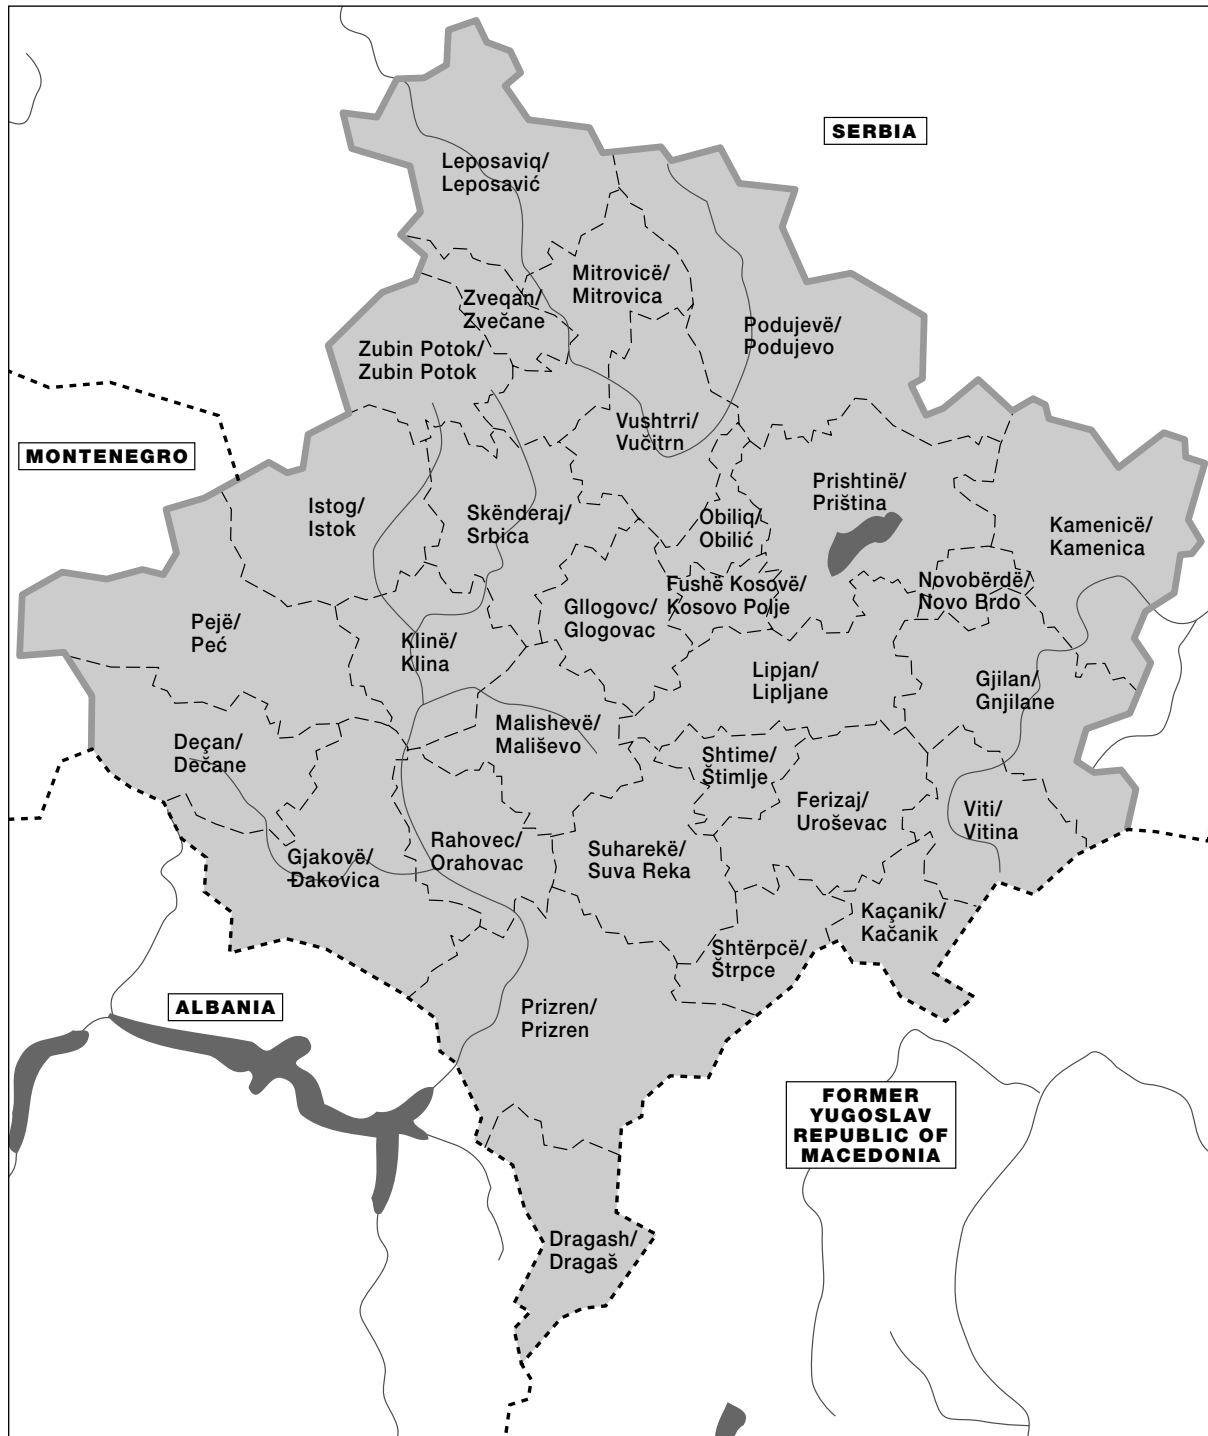 SERBIA
Leposaviq/
Leposavić
Mitrovicë/
Mitrovica
Zveqan/
Zvečane
Podujevë/
Podujevo
Zubin Potok/
Zubin Potok
Vushtrri/
Vučitrn
MONTENEGRO
Prishtinë/
Priština
Istog/
Istok
Skënderaj/
Srbica
Obiliq/
Obilić
Kamenicë/
Kamenica
Fushë Kosovë/
Kosovo Polje
Novobërdë/
Novo Brdo
Gllogovc/
Glogovac
Pejë/
Peć
Klinë/
Klina
Lipjan/
Lipljane
Gjilan/
Gnjilane
Malishevë/
Mališevo
Deçan/
Dečane
Shtime/
Štimlje
Ferizaj/
Uroševac
Viti/
Vitina
Rahovec/
Orahovac
Suharekë/
Suva Reka
Gjakovë/
Đakovica
Kaçanik/
Kačanik
Shtërpcë/
Štrpce
ALBANIA
Prizren/
Prizren
FORMER
YUGOSLAV
REPUBLIC OF
MACEDONIA
Dragash/
Dragaš